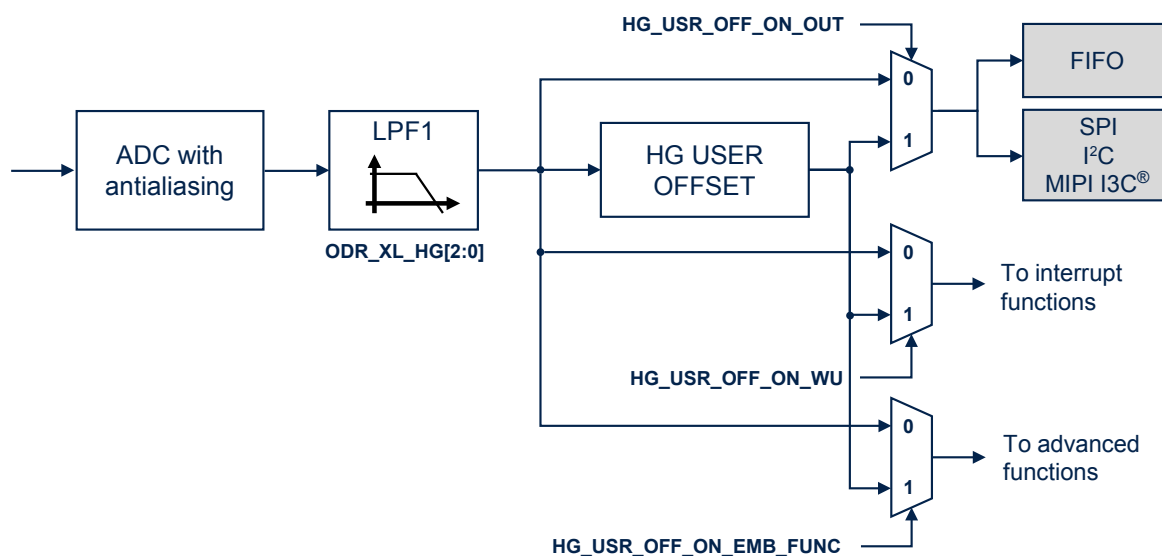 HG_USR_OFF_ON_OUT
FIFO
0
1
SPI
I²C
MIPI I3C®
ADC with
antialiasing
LPF1
ODR_XL_HG[2:0]
HG USER
OFFSET
0
1
To interrupt
functions
HG_USR_OFF_ON_WU
0
1
To advanced
functions
HG_USR_OFF_ON_EMB_FUNC